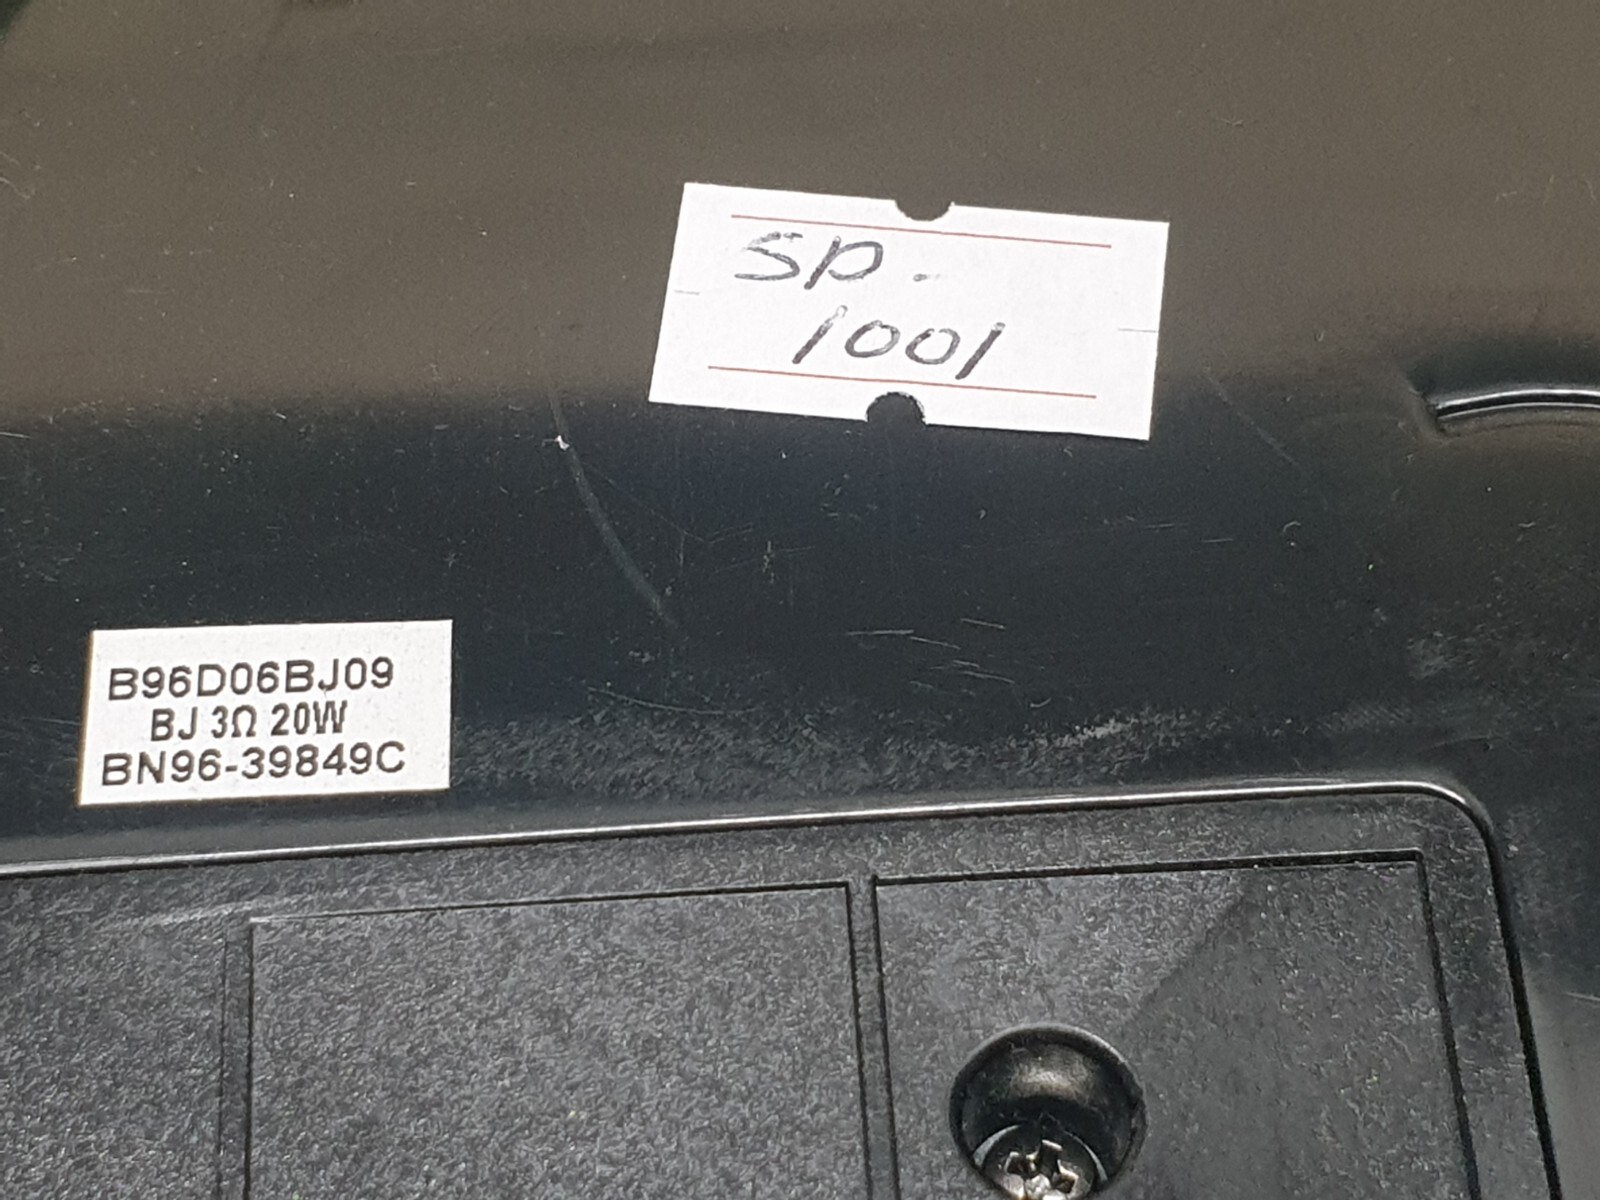 SP.
1001
B96D06BJ09
BJ 3Ω 20W
BN96-39849C